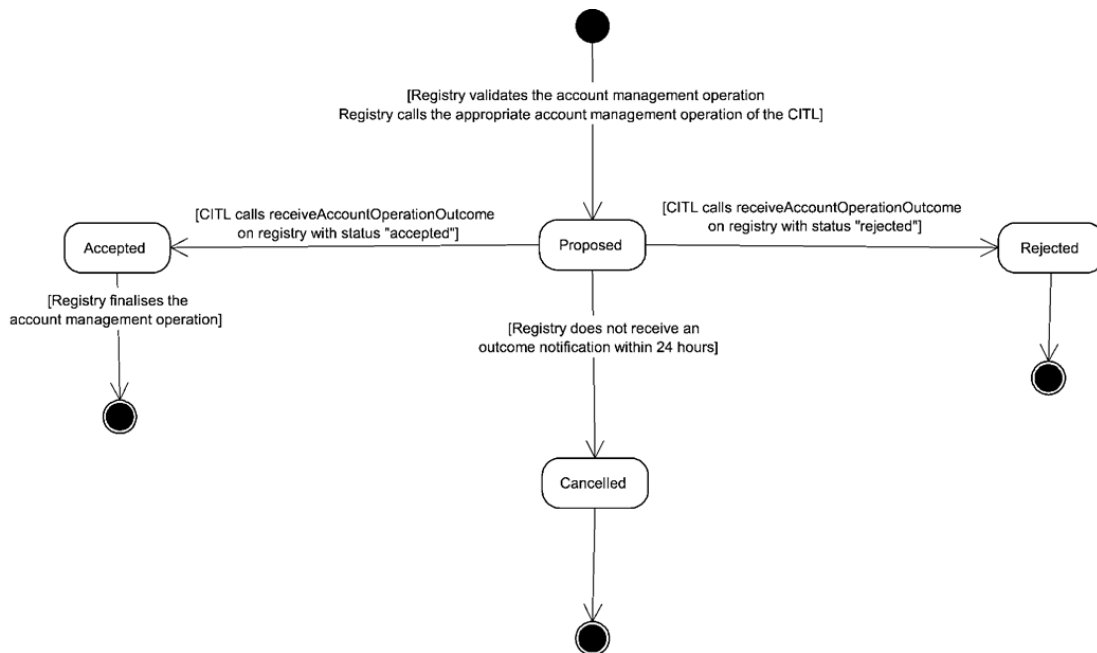 [Registry validates the account management operation
Registry calls the appropriate account management operation of the CITL]
[CITL calls receiveAccountOperationOutcome
on registry with status "accepted"]
[CITL calls receiveAccountOperationOutcome
on registry with status "rejected"]
Accepted
Proposed
Rejected
[Registry finalises the
account management operation]
[Registry does not receive an
outcome notification within 24 hours]
Cancelled